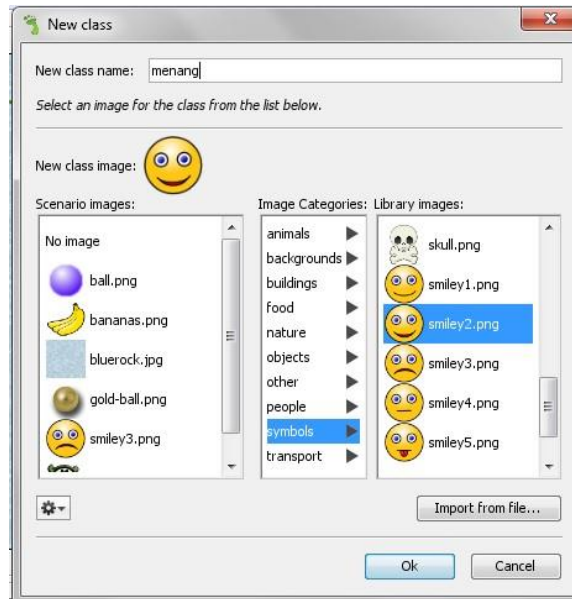 New class
New class name: menang
Select an image for the class from the list below.
New class image:
Scenario images:
No image
ball.png
bananas.png
bluerock.jpg
gold-ball.png
smiley3.png
Image Categories:
animals
backgrounds
buildings
food
nature
objects
other
people
symbols
transport
Library images:
skull.png
smiley1.png
smiley2.png
smiley3.png
smiley4.png
smiley5.png
Import from file...
Ok
Cancel